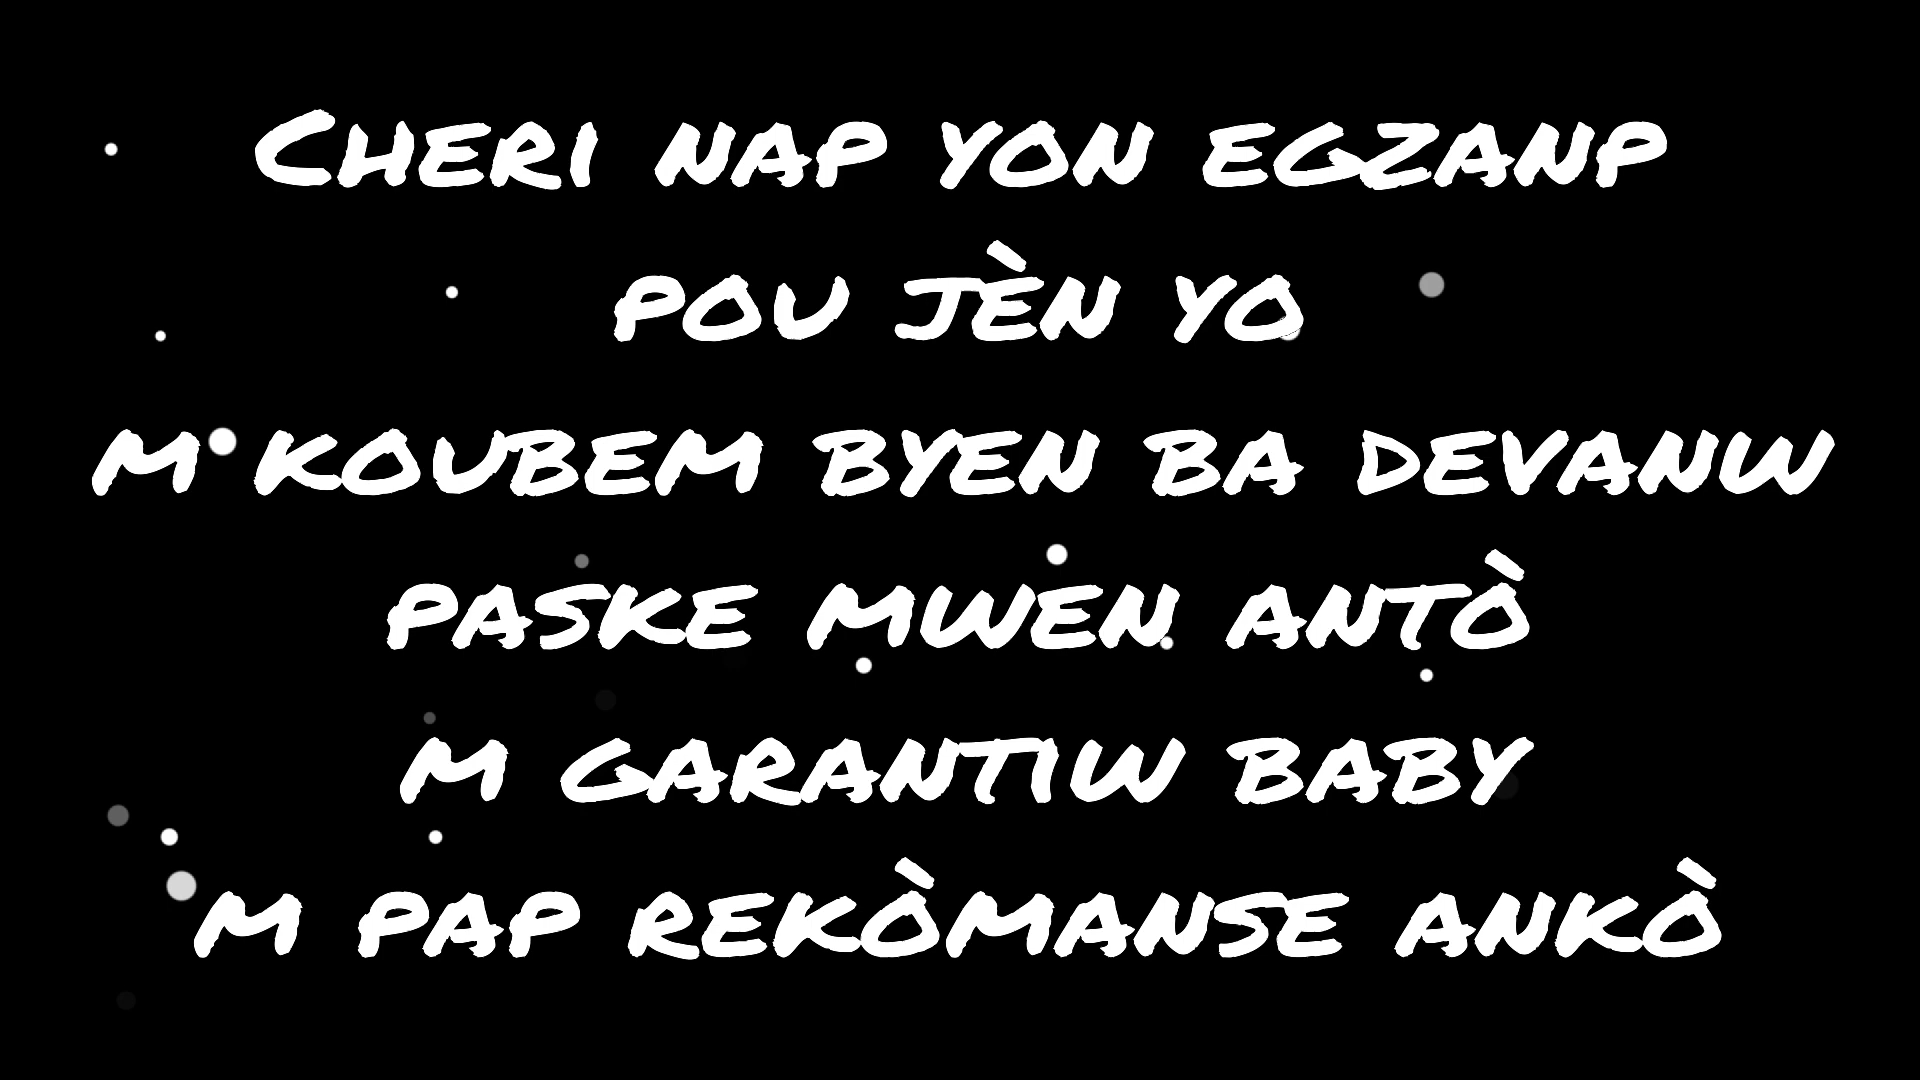 Cheri nap yon egzanp
pou jèn yo
m koubem byen ba devanw
paske mwen antò
m garantiw baby
m pap rekòmanse ankò